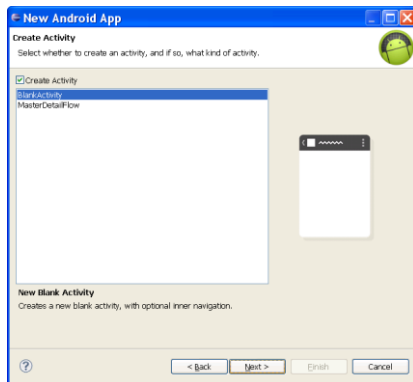 New Android App
Create Activity
Select whether to create an activity, and if so, what kind of activity.
Create Activity
BlankActivity
MasterDetailFlow
New Blank Activity
Creates a new blank activity, with optional inner navigation.
?
< Back
Next >
Finish
Cancel